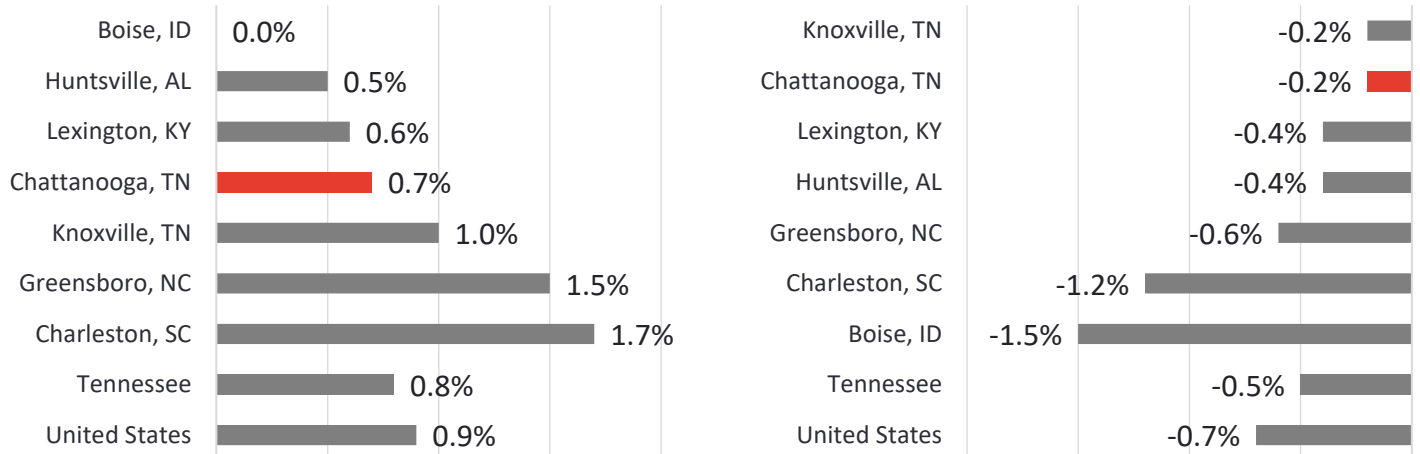 Boise, ID 0.0%
Huntsville, AL 0.5%
Lexington, KY 0.6%
Chattanooga, TN 0.7%
Knoxville, TN 1.0%
Greensboro, NC 1.5%
Charleston, SC 1.7%
Tennessee 0.8%
United States 0.9%
Knoxville, TN -0.2%
Chattanooga, TN -0.2%
Lexington, KY -0.4%
Huntsville, AL -0.4%
Greensboro, NC -0.6%
Charleston, SC -1.2%
Boise, ID -1.5%
Tennessee -0.5%
United States -0.7%